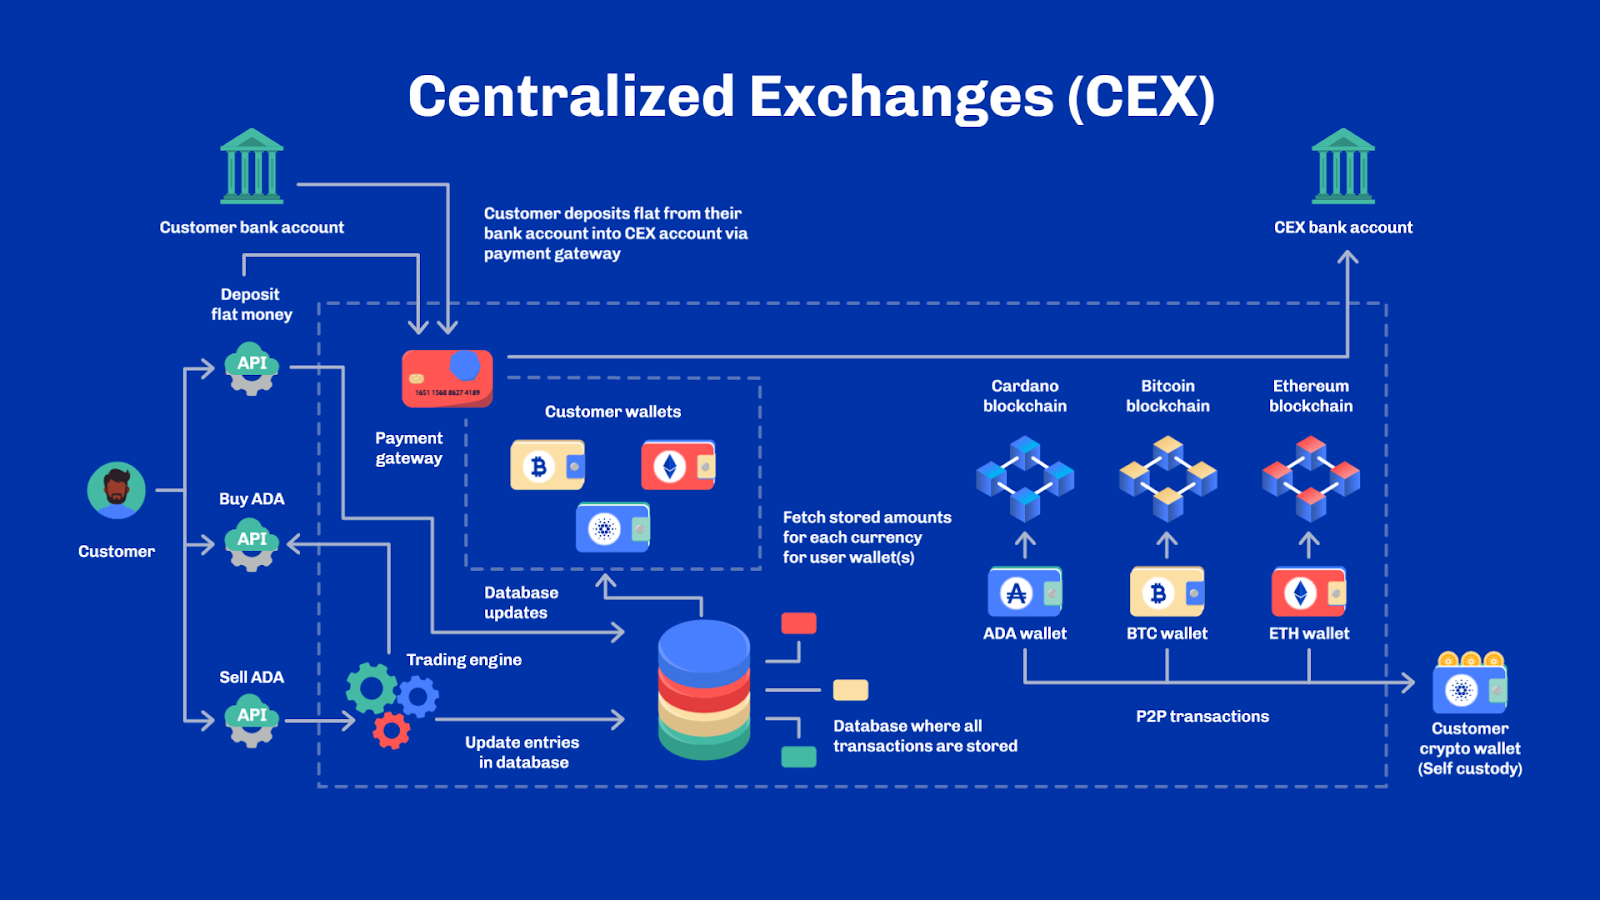 Centralized Exchanges (CEX)
Customer bank account
Customer deposits flat from their
bank account into CEX account via
payment gateway
CEX bank account
Deposit
flat money
API
1651 1568 8627 4189
Payment
gateway
Customer wallets
Cardano
blockchain
Bitcoin
blockchain
Ethereum
blockchain
Customer
Buy ADA
API
Fetch stored amounts
for each currency
for user wallet(s)
Database
updates
ADA wallet
BTC wallet
ETH wallet
Trading engine
Sell ADA
API
Update entries
in database
Database where all
transactions are stored
P2P transactions
Customer
crypto wallet
(Self custody)